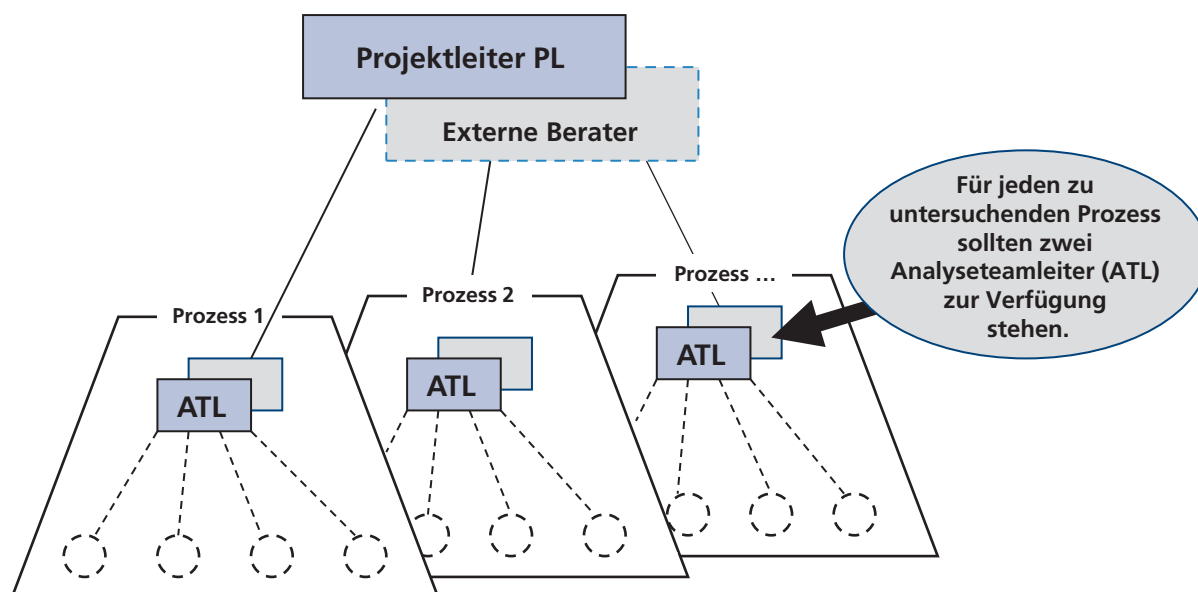 Projektleiter PL
Externe Berater
Für jeden zu
untersuchenden Prozess
sollten zwei
Analyseteamleiter (ATL)
zur Verfügung
stehen.
Prozess ...
Prozess 2
Prozess 1
ATL
ATL
ATL